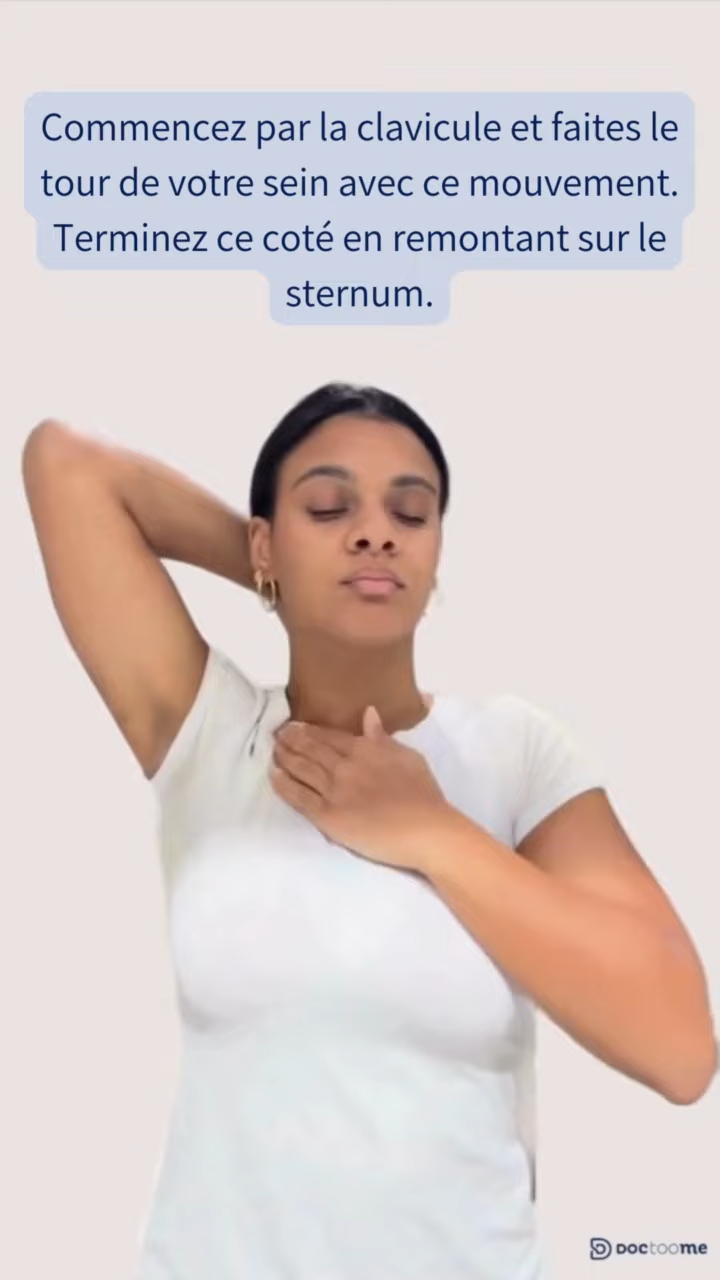 Commencez par la clavicule et faites le
tour de votre sein avec ce mouvement.
Terminez ce coté en remontant sur le
sternum.
DOCTOOME